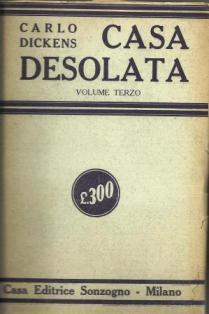 CARLO CASA
DICKENS
DESOLATA
VOLUME TERZO
£.300
Casa Editrice Sonzogno - Milano